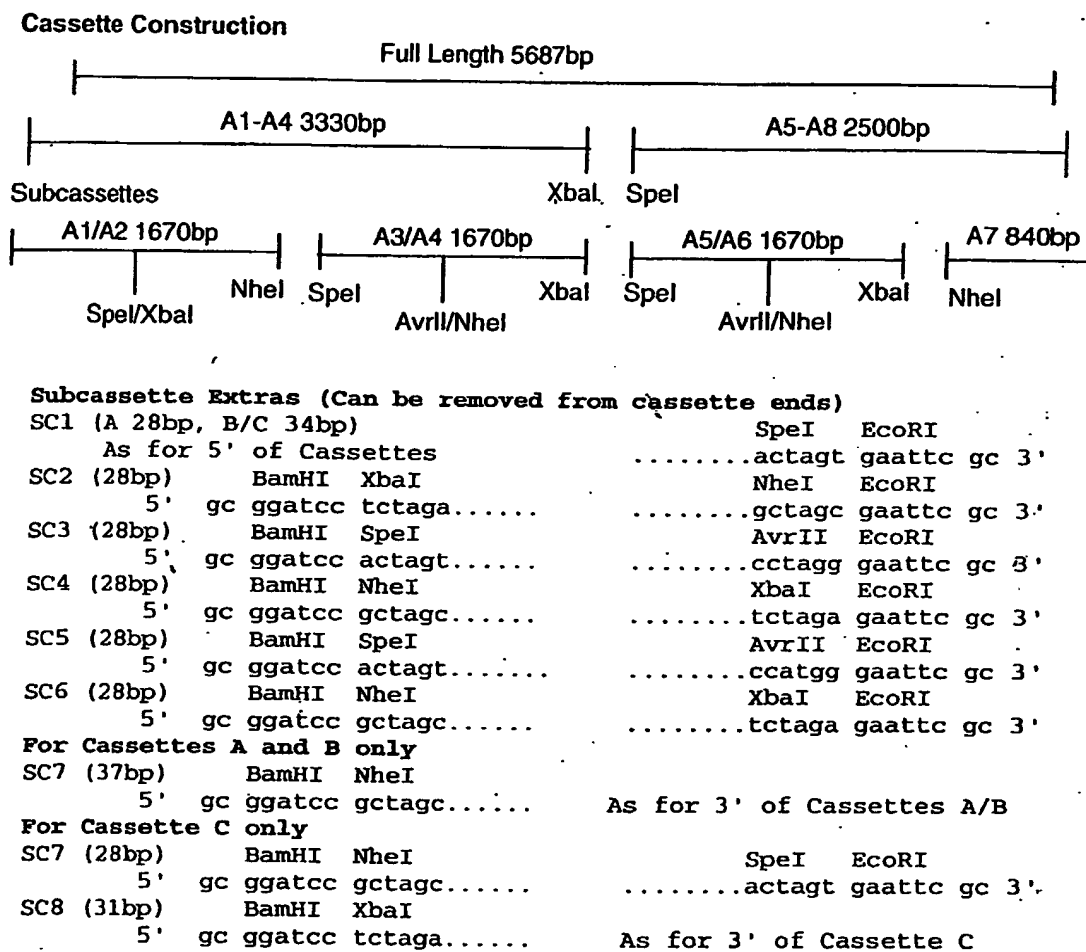 Cassette Construction
Full Length 5687bp
A1-A4 3330bp A5-A8 2500bp
Subcassettes XbaI SpeI
A1/A2 1670bp A3/A4 1670bp A5/A6 1670bp A7 840bp
NheI SpeI XbaI SpeI XbaI NheI
SpeI/XbaI AvrII/NheI AvrII/NheI
Subcassette Extras (Can be removed from cassette ends)
SC1 (A 28bp, B/C 34bp) SpeI EcoRI
As for 5' of Cassettes ........actagt gaattc gc 3'
SC2 (28bp) BamHI XbaI NheI EcoRI
5' gc ggatcc tctaga...... ........gctagc gaattc gc 3'
SC3 (28bp) BamHI SpeI AvrII EcoRI
5' gc ggatcc actagt...... ........cctagg gaattc gc 3'
SC4 (28bp) BamHI NheI XbaI EcoRI
5' gc ggatcc gctagc...... ........tctaga gaattc gc 3'
SC5 (28bp) BamHI SpeI AvrII EcoRI
5' gc ggatcc actagt....... ........ccatgg gaattc gc 3'
SC6 (28bp) BamHI NheI XbaI EcoRI
5' gc ggatcc gctagc...... ........tctaga gaattc gc 3'
For Cassettes A and B only
SC7 (37bp) BamHI NheI
5' gc ggatcc gctagc...... As for 3' of Cassettes A/B
For Cassette C only
SC7 (28bp) BamHI NheI SpeI EcoRI
5' gc ggatcc gctagc...... ........actagt gaattc gc 3'
SC8 (31bp) BamHI XbaI
5' gc ggatcc tctaga...... As for 3' of Cassette C